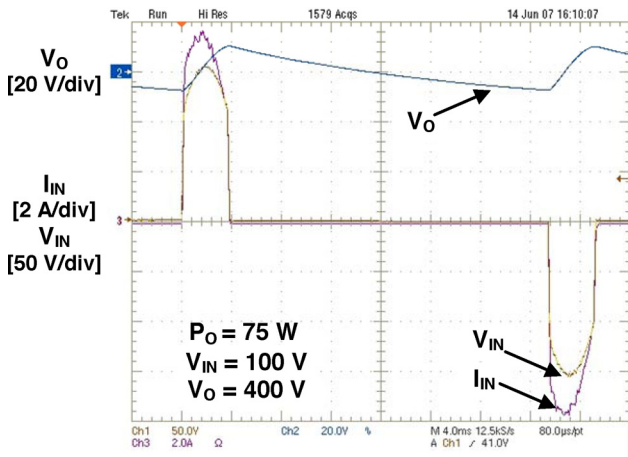 Tek Run Hi Res 1579 Acqs 14 Jun 07 16:10:07
VO
[20 V/div]
2
VO
IIN
[2 A/div]
3
VIN
[50 V/div]
PO = 75 W
VIN = 100 V
VO = 400 V
VIN
IIN
Ch1 50.0V Ch2 20.0V M 4.0ms 12.5kS/s 80.0µs/pt
Ch3 2.0A Ω A Ch1 / 41.0V